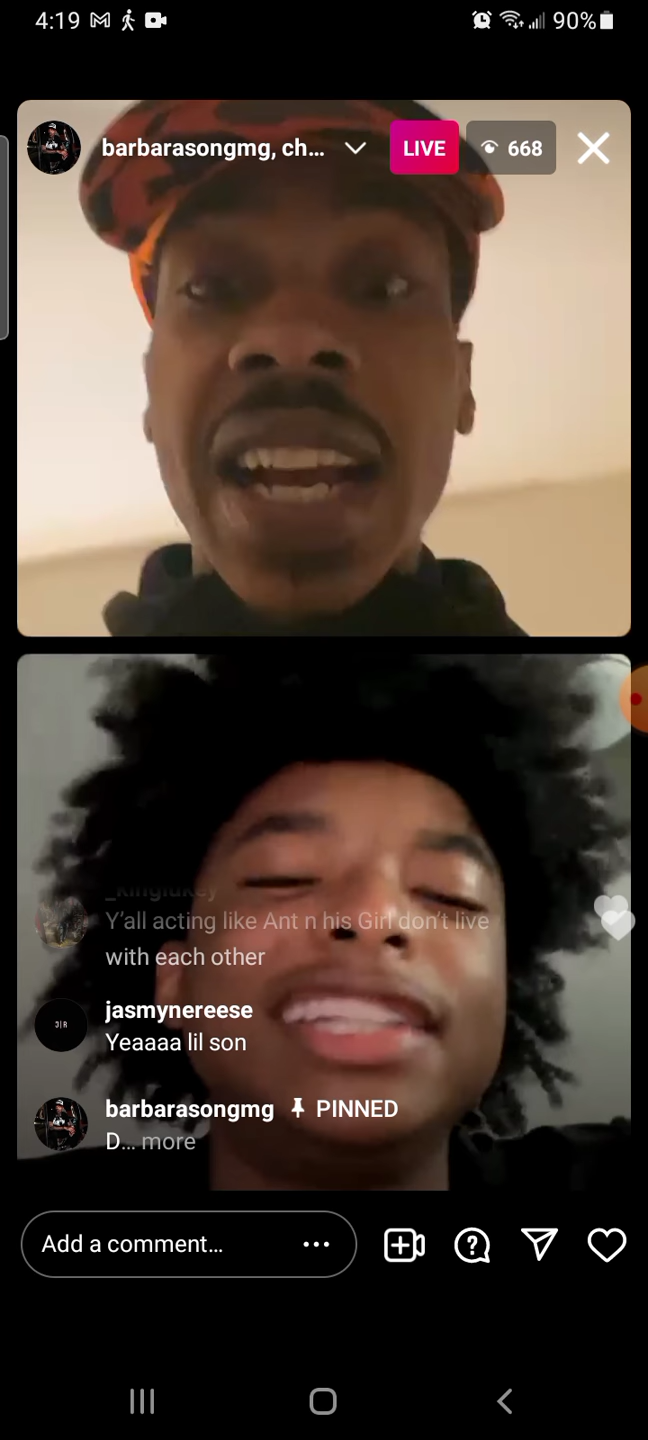 4:19
90%
barbarasongmg, ch...
LIVE
668
_kinglukey
Y'all acting like Ant n his Girl don't live
with each other
jasmynereese
Yeaaaa lil son
barbarasongmg PINNED
D... more
Add a comment...